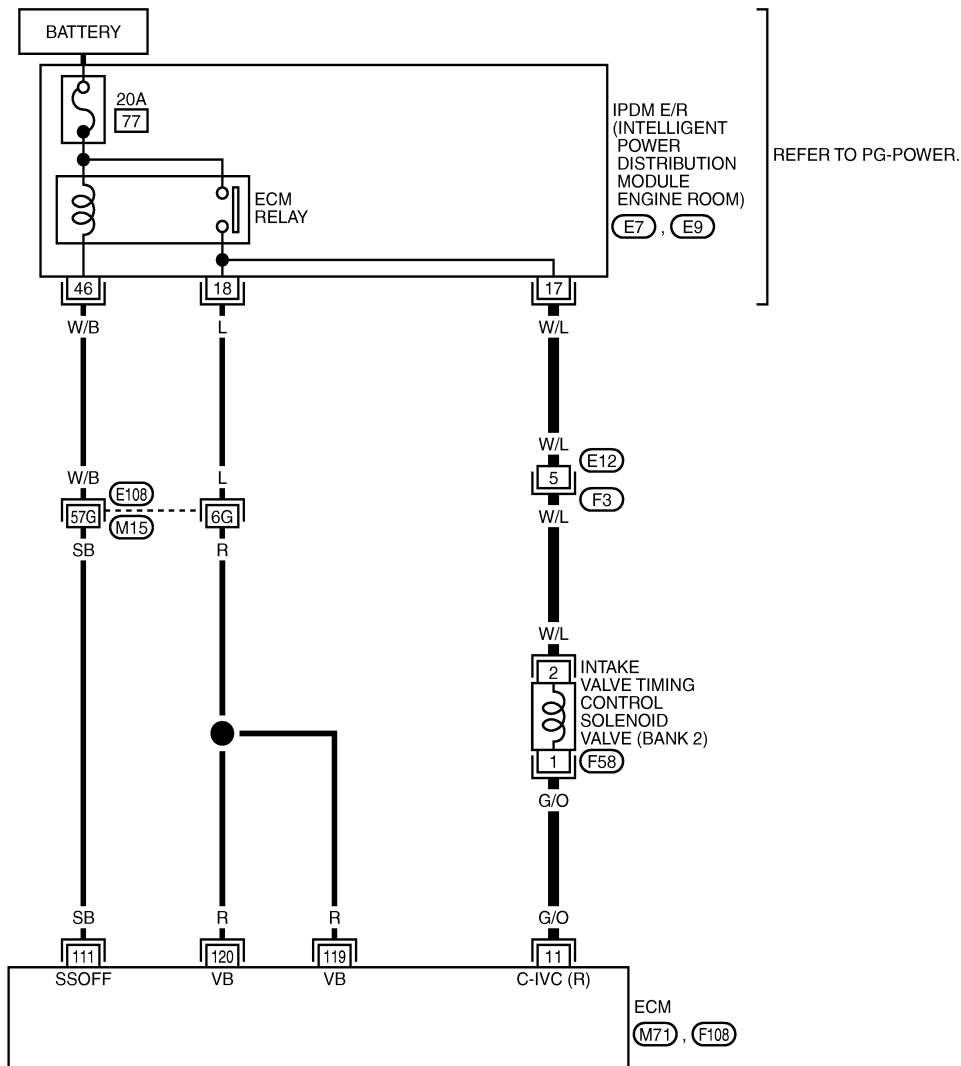 BATTERY
20A
77
ECM
RELAY
IPDM E/R
(INTELLIGENT
POWER
DISTRIBUTION
MODULE
ENGINE ROOM)
E7 , E9
REFER TO PG-POWER.
46
18
17
W/B
L
W/L
W/B
L
W/L
57G
E108
M15
6G
5
E12
F3
SB
R
W/L
W/L
2
INTAKE
VALVE TIMING
CONTROL
SOLENOID
VALVE (BANK 2)
1
F58
G/O
SB
R
R
G/O
111
120
119
11
SSOFF
VB
VB
C-IVC (R)
ECM
M71 , F108